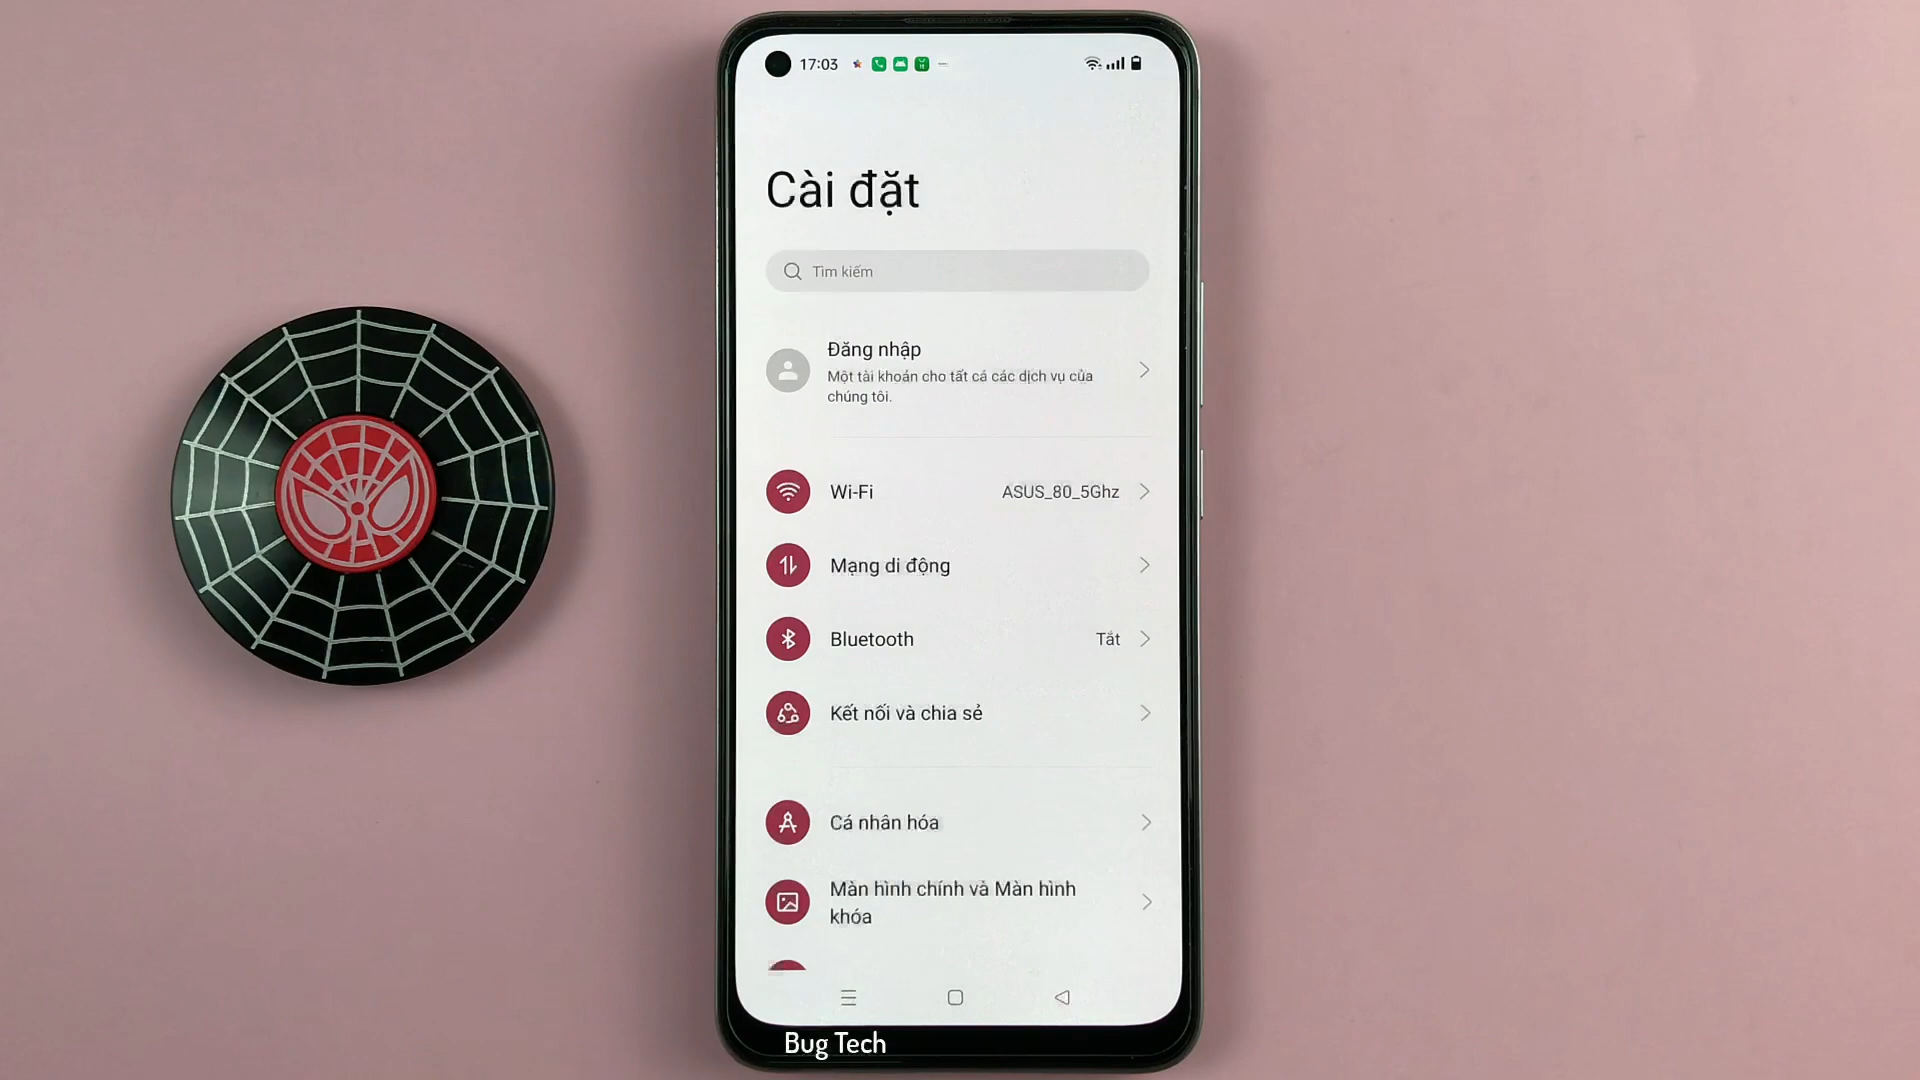 17:03
Cài đặt
Tìm kiếm
Đăng nhập
Một tài khoản cho tất cả các dịch vụ của
chúng tôi.
Wi-Fi ASUS_80_5Ghz
Mạng di động
Bluetooth Tắt
Kết nối và chia sẻ
Cá nhân hóa
Màn hình chính và Màn hình
khóa
Bug Tech